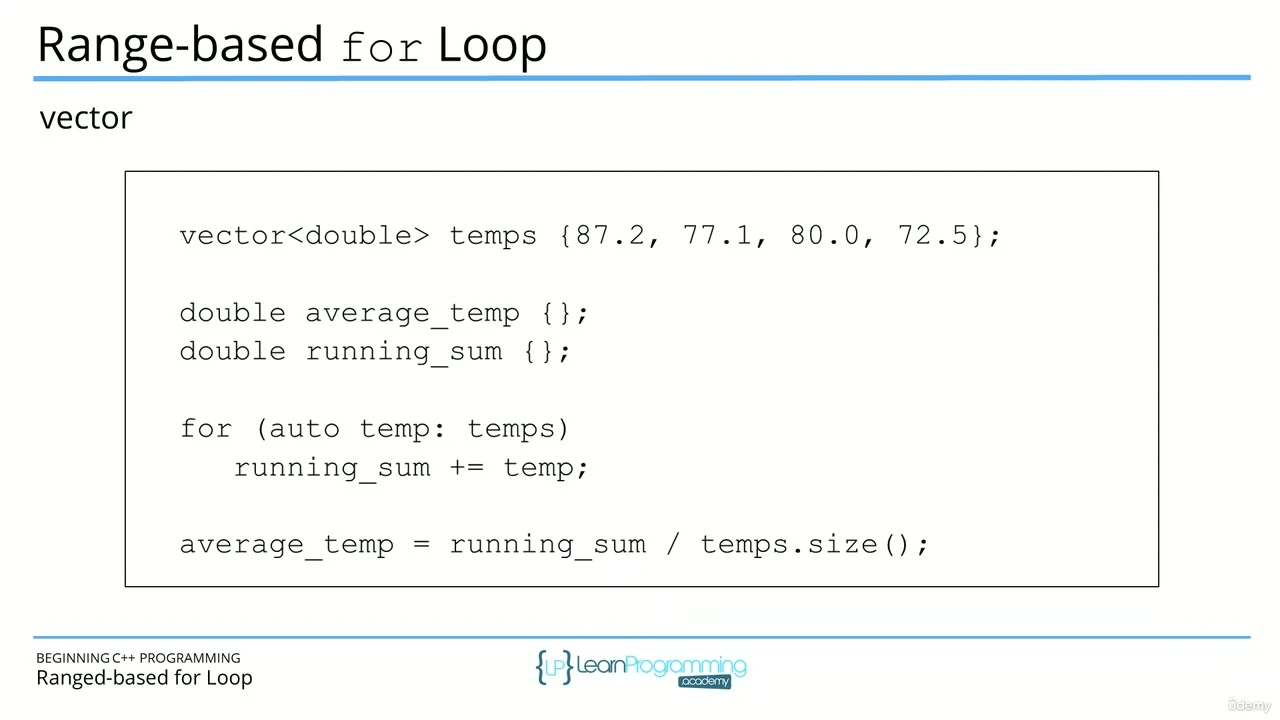 Range-based for Loop
vector
vector<double> temps {87.2, 77.1, 80.0, 72.5};
double average_temp {};
double running_sum {};
for (auto temp: temps)
running_sum += temp;
average_temp = running_sum / temps.size();
BEGINNING C++ PROGRAMMING
Ranged-based for Loop
{LP} LearnProgramming
.academy
ûdemy